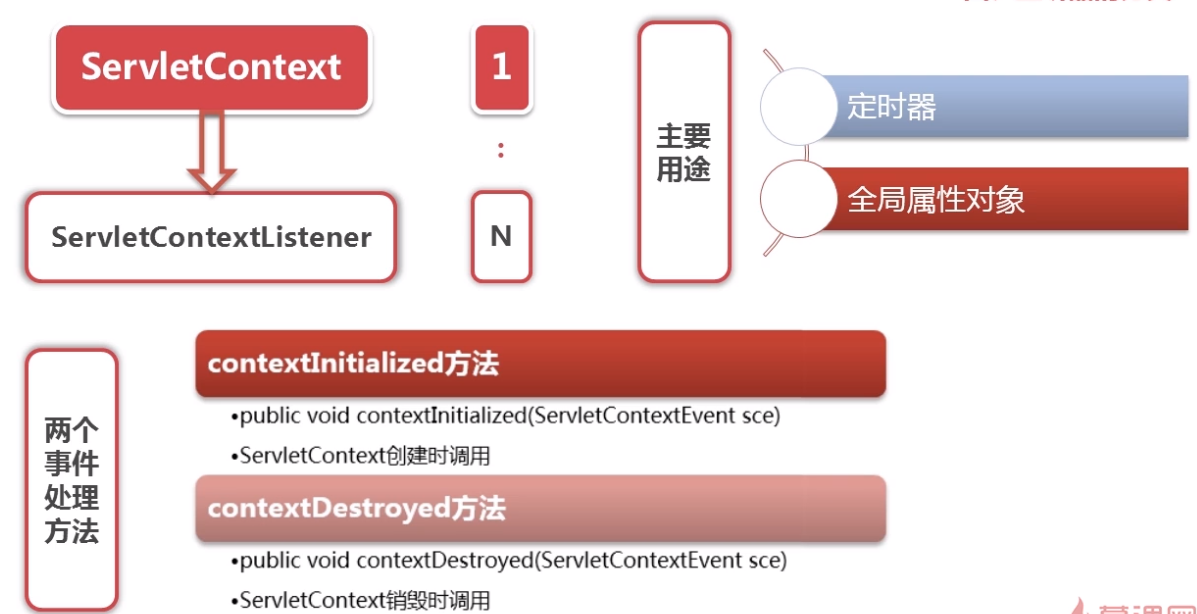 ServletContext
1
:
N
ServletContextListener
主要
用途
定时器
全局属性对象
两个
事件
处理
方法
contextInitialized方法
•public void contextInitialized(ServletContextEvent sce)
•ServletContext创建时调用
contextDestroyed方法
•public void contextDestroyed(ServletContextEvent sce)
•ServletContext销毁时调用